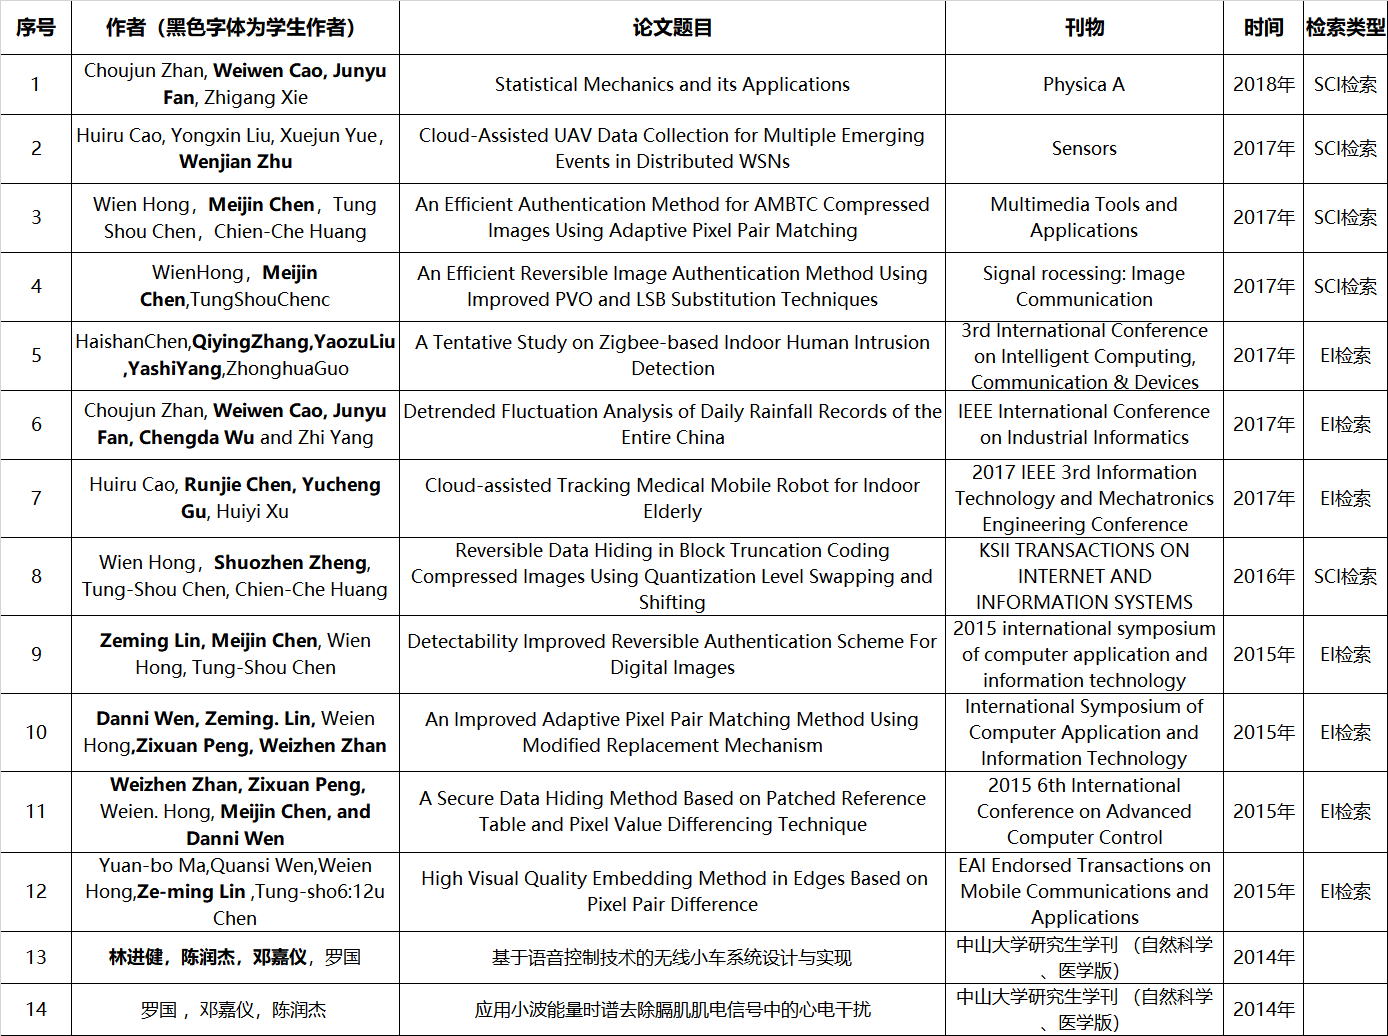 序号 作者（黑色字体为学生作者） 论文题目 刊物 时间 检索类型
1 Choujun Zhan, Weiwen Cao, Junyu Statistical Mechanics and its Applications Physica A 2018年 SCI检索
Fan, Zhigang Xie
2 Huiru Cao, Yongxin Liu, Xuejun Yue， Cloud-Assisted UAV Data Collection for Multiple Emerging Sensors 2017年 SCI检索
Wenjian Zhu Events in Distributed WSNs
3 Wien Hong，Meijin Chen，Tung An Efficient Authentication Method for AMBTC Compressed Multimedia Tools and 2017年 SCI检索
Shou Chen，Chien-Che Huang Images Using Adaptive Pixel Pair Matching Applications
4 WienHong，Meijin An Efficient Reversible Image Authentication Method Using Signal rocessing: Image 2017年 SCI检索
Chen,TungShouChenc Improved PVO and LSB Substitution Techniques Communication
5 HaishanChen,QiyingZhang,YaozuLiu A Tentative Study on Zigbee-based Indoor Human Intrusion 3rd International Conference 2017年 EI检索
,YashiYang,ZhonghuaGuo Detection on Intelligent Computing,
Communication & Devices
6 Choujun Zhan, Weiwen Cao, Junyu Detrended Fluctuation Analysis of Daily Rainfall Records of the IEEE International Conference 2017年 EI检索
Fan, Chengda Wu and Zhi Yang Entire China on Industrial Informatics
7 Huiru Cao, Runjie Chen, Yucheng Cloud-assisted Tracking Medical Mobile Robot for Indoor 2017 IEEE 3rd Information 2017年 EI检索
Gu, Huiyi Xu Elderly Technology and Mechatronics
Engineering Conference
8 Wien Hong，Shuozhen Zheng, Reversible Data Hiding in Block Truncation Coding KSII TRANSACTIONS ON 2016年 SCI检索
Tung-Shou Chen, Chien-Che Huang Compressed Images Using Quantization Level Swapping and INTERNET AND
Shifting INFORMATION SYSTEMS
9 Zeming Lin, Meijin Chen, Wien Detectability Improved Reversible Authentication Scheme For 2015 international symposium 2015年 EI检索
Hong, Tung-Shou Chen Digital Images of computer application and
information technology
10 Danni Wen, Zeming. Lin, Weien An Improved Adaptive Pixel Pair Matching Method Using International Symposium of 2015年 EI检索
Hong,Zixuan Peng, Weizhen Zhan Modified Replacement Mechanism Computer Application and
Information Technology
11 Weizhen Zhan, Zixuan Peng, A Secure Data Hiding Method Based on Patched Reference 2015 6th International 2015年 EI检索
Weien. Hong, Meijin Chen, and Table and Pixel Value Differencing Technique Conference on Advanced
Danni Wen Computer Control
12 Yuan-bo Ma,Quansi Wen,Weien High Visual Quality Embedding Method in Edges Based on EAI Endorsed Transactions on 2015年 EI检索
Hong,Ze-ming Lin ,Tung-sho6:12u Pixel Pair Difference Mobile Communications and
Chen Applications
13 林进健，陈润杰，邓嘉仪，罗国 基于语音控制技术的无线小车系统设计与实现 中山大学研究生学刊 （自然科学 2014年
、医学版）
14 罗国 ，邓嘉仪，陈润杰 应用小波能量时谱去除膈肌肌电信号中的心电干扰 中山大学研究生学刊 （自然科学 2014年
、医学版）